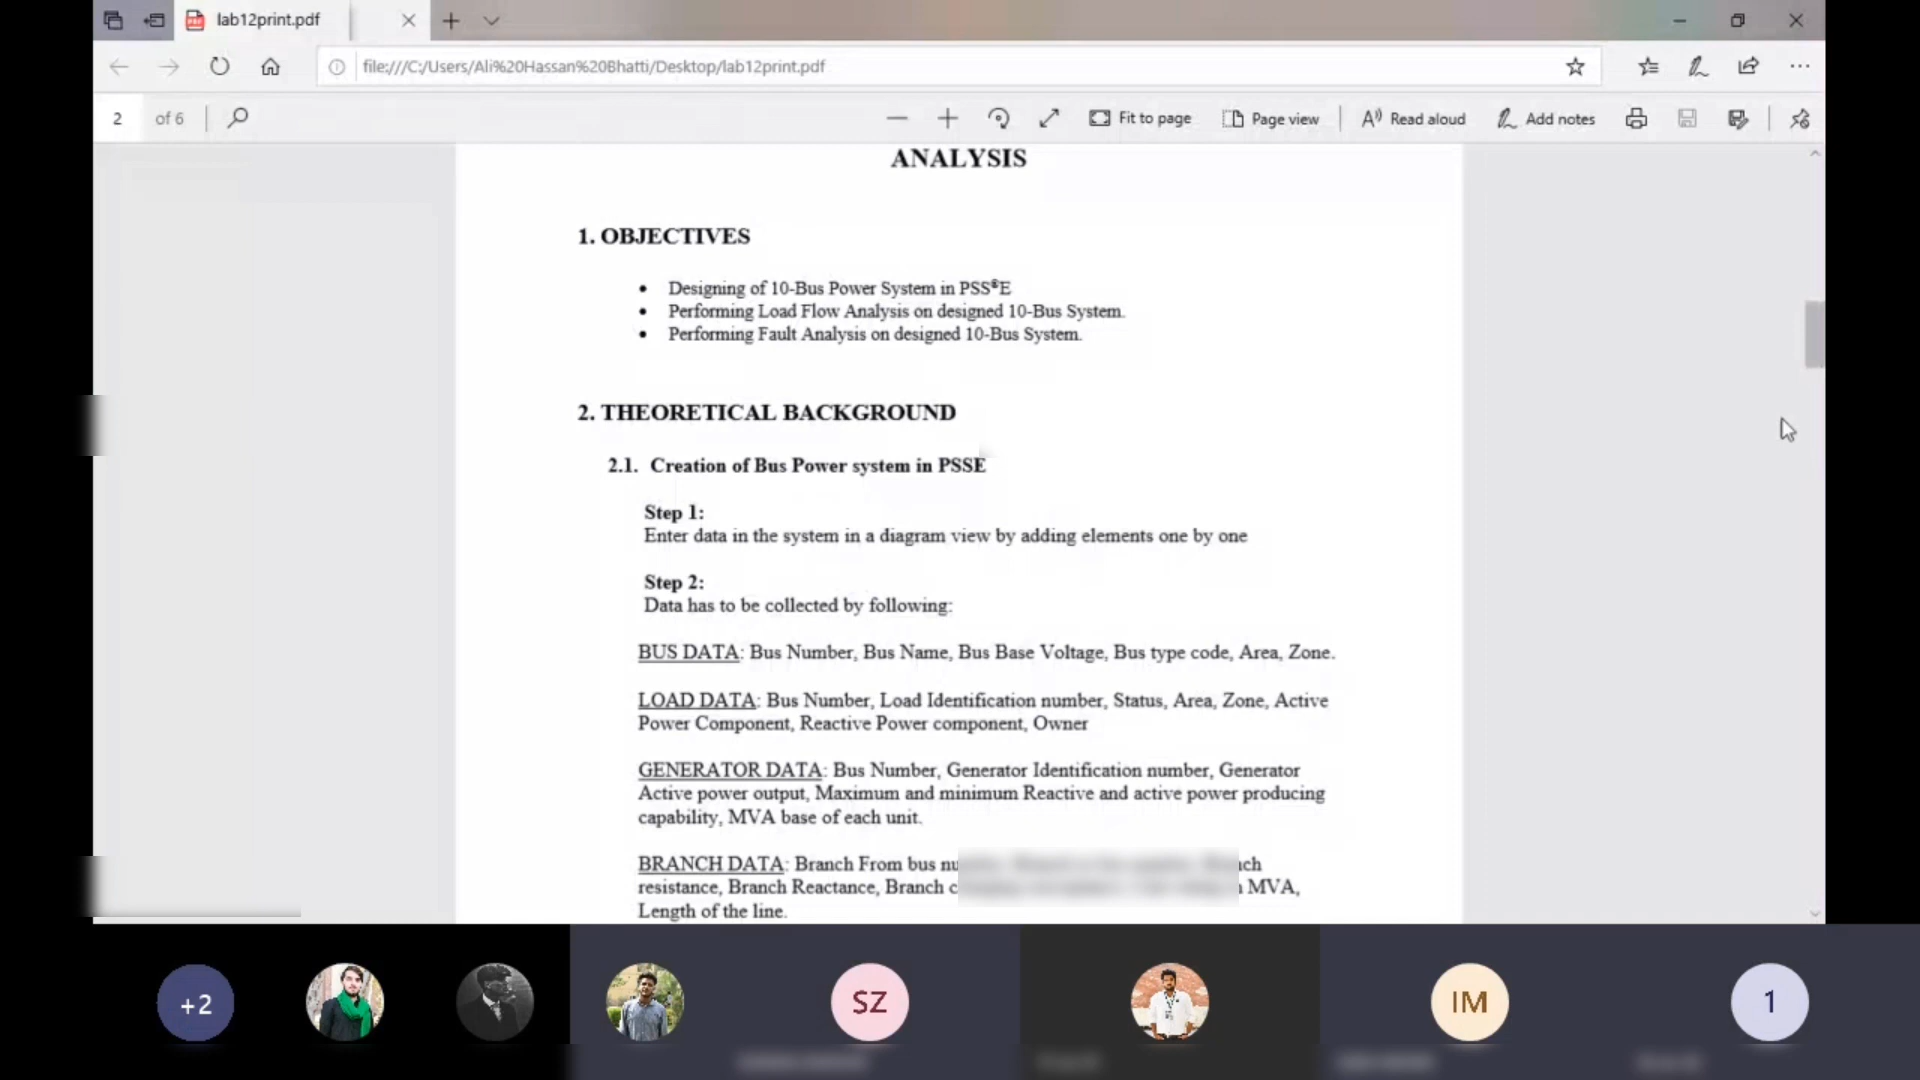 lab12print.pdf
file:///C:/Users/Ali%20Hassan%20Bhatti/Desktop/lab12print.pdf
2 of 6
Fit to page
Page view
Read aloud
Add notes
ANALYSIS
1. OBJECTIVES
• Designing of 10-Bus Power System in PSS®E
• Performing Load Flow Analysis on designed 10-Bus System.
• Performing Fault Analysis on designed 10-Bus System.
2. THEORETICAL BACKGROUND
2.1. Creation of Bus Power system in PSSE
Step 1:
Enter data in the system in a diagram view by adding elements one by one
Step 2:
Data has to be collected by following:
BUS DATA: Bus Number, Bus Name, Bus Base Voltage, Bus type code, Area, Zone.
LOAD DATA: Bus Number, Load Identification number, Status, Area, Zone, Active
Power Component, Reactive Power component, Owner
GENERATOR DATA: Bus Number, Generator Identification number, Generator
Active power output, Maximum and minimum Reactive and active power producing
capability, MVA base of each unit.
BRANCH DATA: Branch From bus
resistance, Branch Reactance, Branch MVA,
Length of the line.
+2
SZ
IM
1